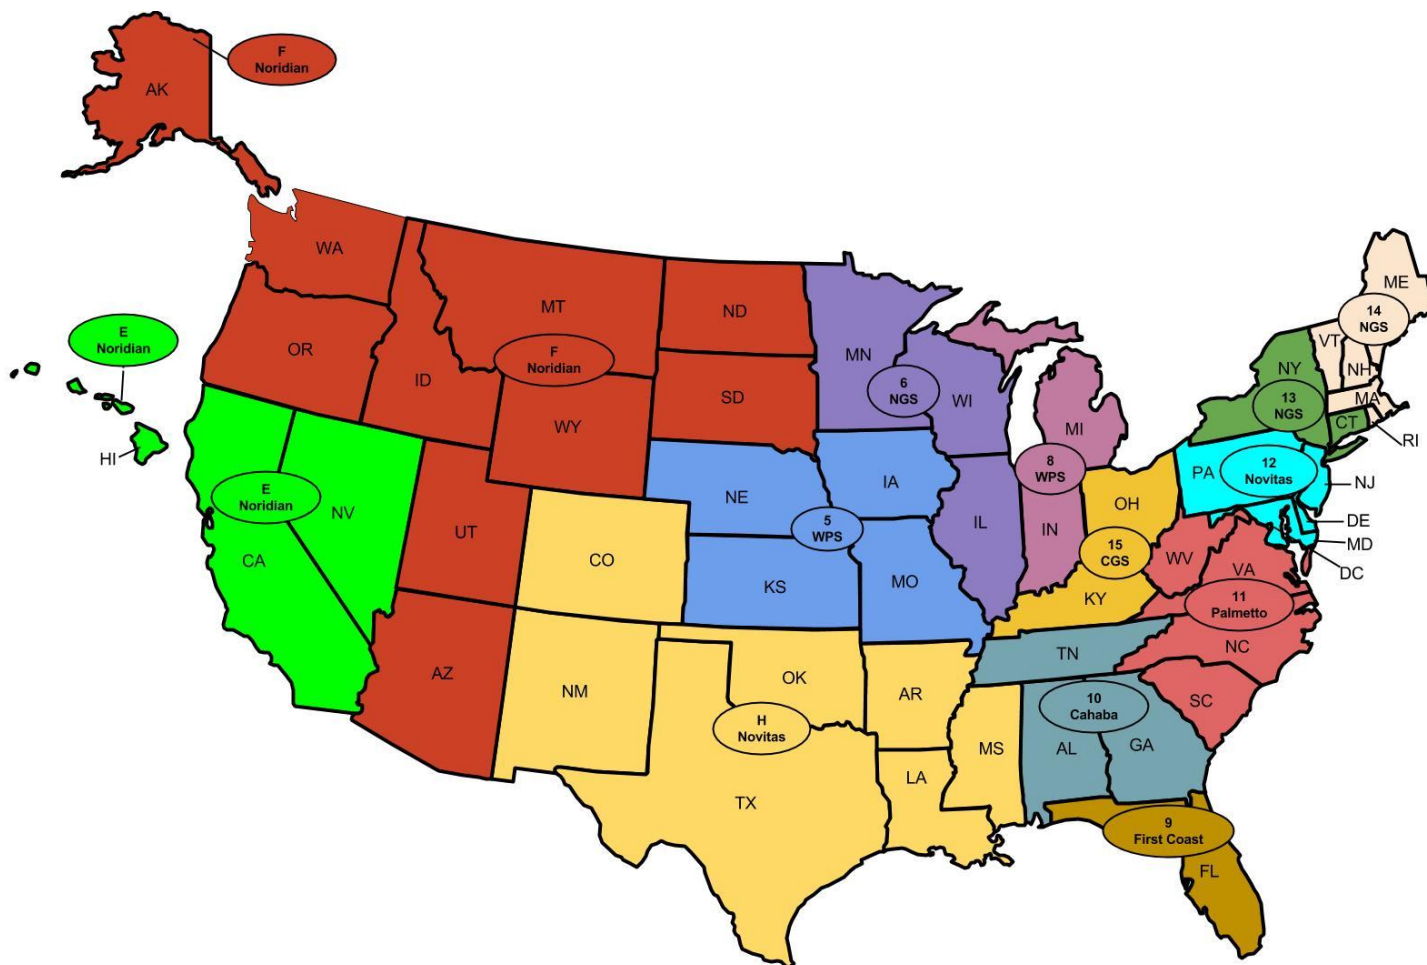 F
Noridian
AK
WA
MT
ND
ME
14
NGS
VT
E
Noridian
OR
ID
F
Noridian
MN
NY
NH
SD
6
NGS
WI
13
NGS
MA
WY
MI
CT
RI
HI
8
WPS
12
Novitas
PA
NJ
E
Noridian
NV
NE
IA
OH
UT
5
WPS
IL
IN
DE
CO
15
CGS
WV
MD
CA
KS
MO
VA
DC
KY
11
Palmetto
TN
NC
AZ
NM
OK
AR
10
Cahaba
SC
H
Novitas
MS
AL
GA
LA
TX
9
First Coast
FL